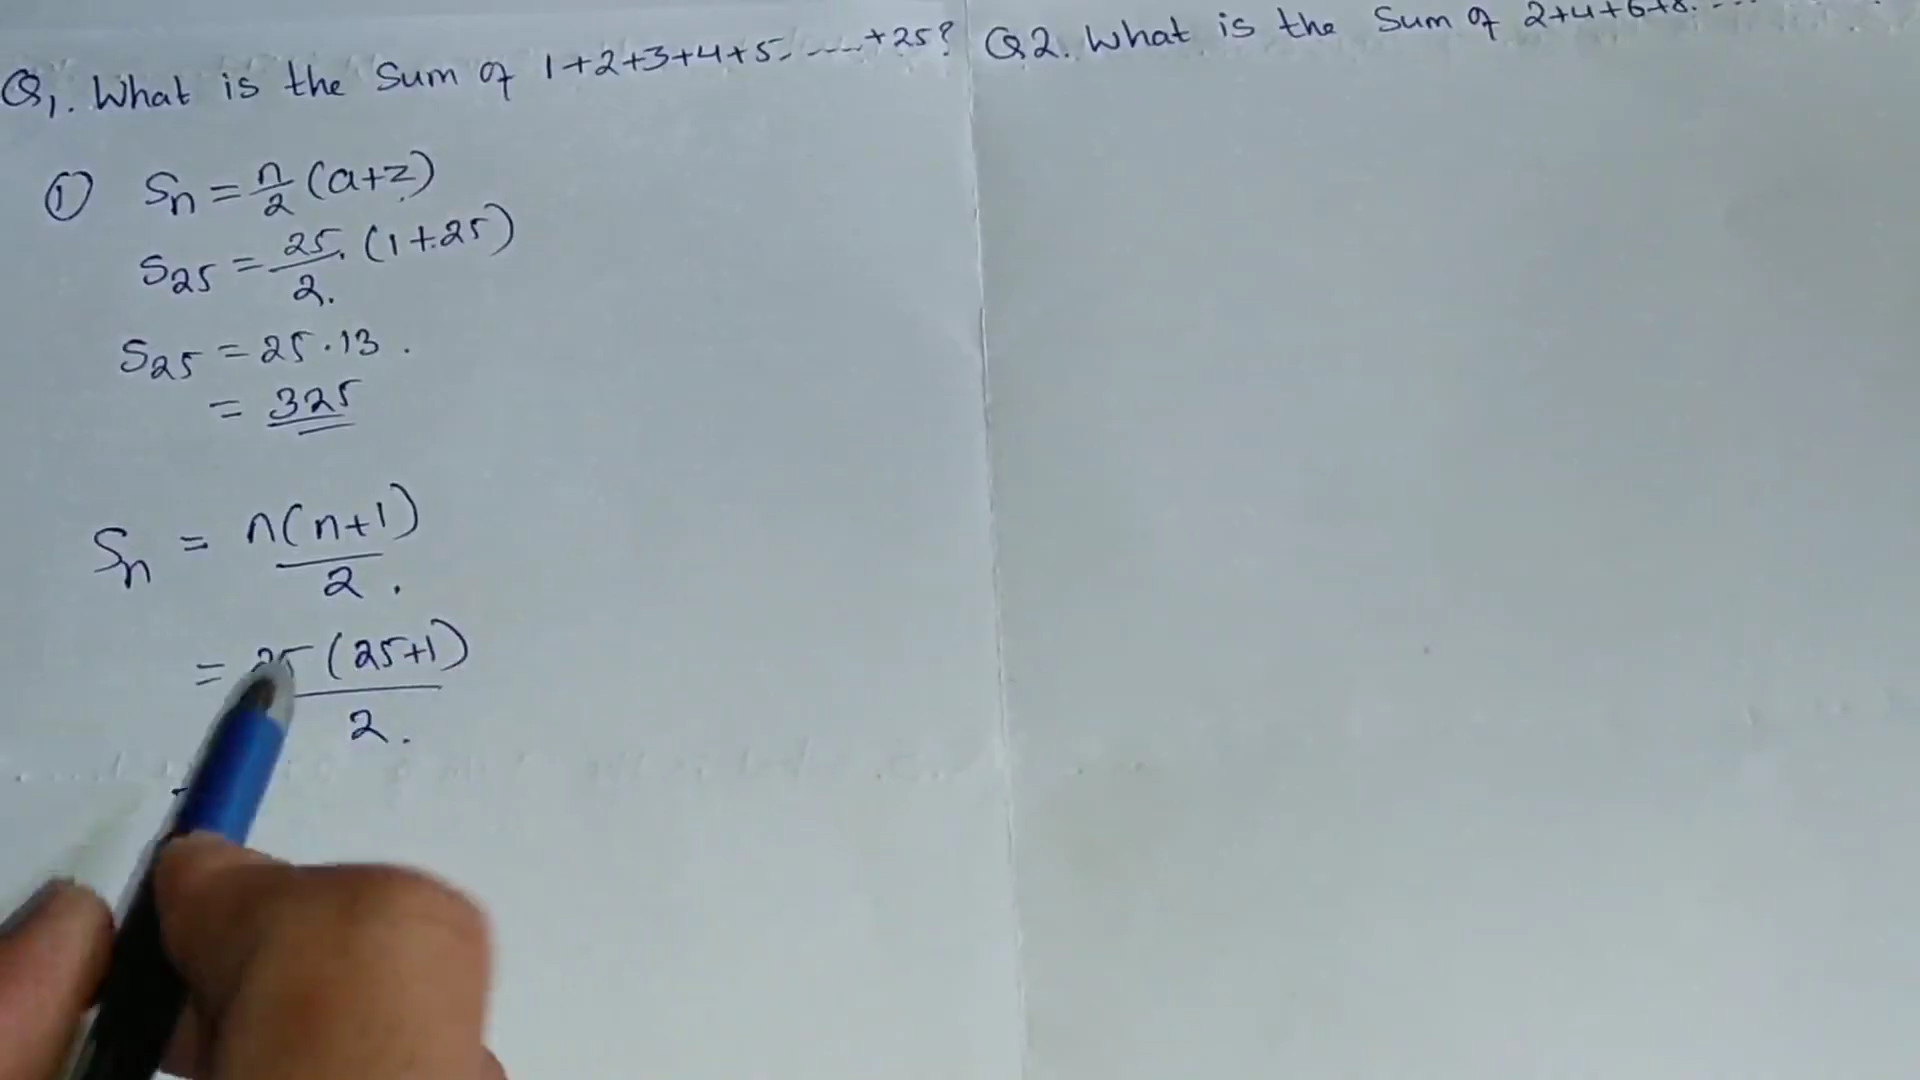 Q1. What is the Sum of 1+2+3+4+5- ----+25?
Q2. What is the Sum of 2+4+6+8. ---
① Sn = n/2 (a+z)
S25 = 25/2. (1+25)
S25 = 25·13.
= 325
Sn = n(n+1)/2.
= 25 (25+1)/2.